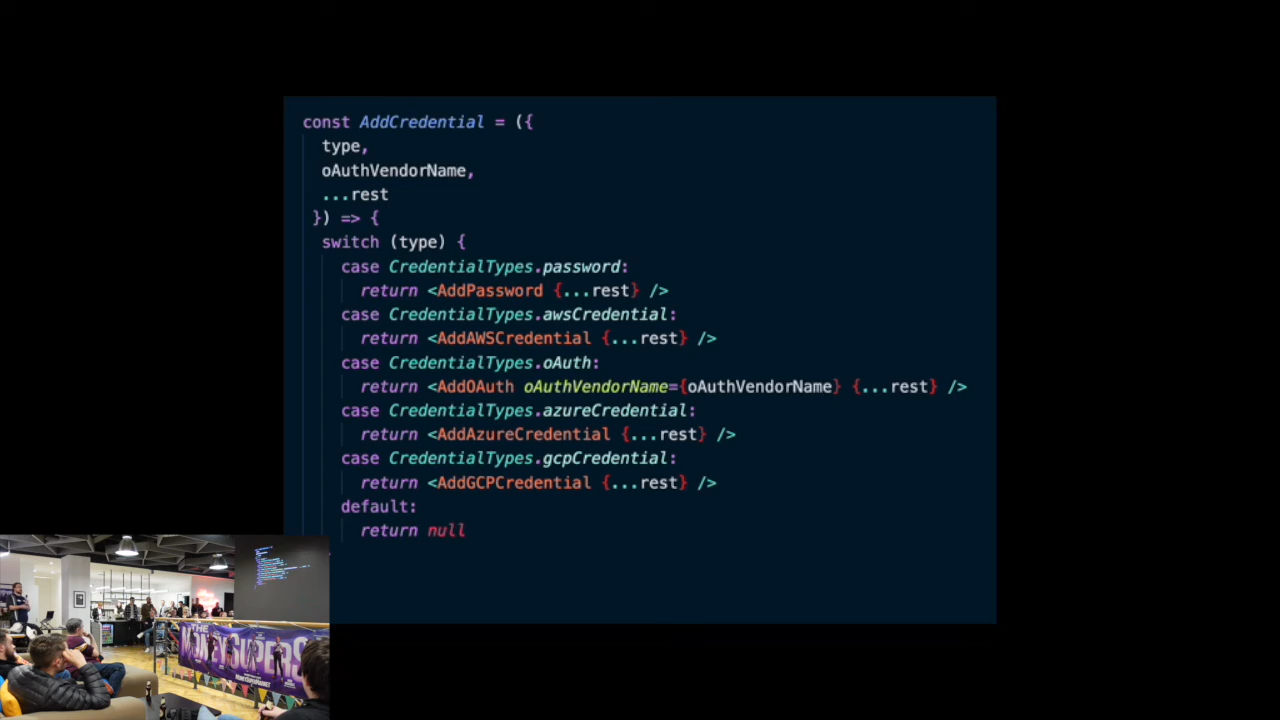 const AddCredential = ({
type,
oAuthVendorName,
...rest
}) => {
switch (type) {
case CredentialTypes.password:
return <AddPassword {...rest} />
case CredentialTypes.awsCredential:
return <AddAWSCredential {...rest} />
case CredentialTypes.oAuth:
return <AddOAuth oAuthVendorName={oAuthVendorName} {...rest} />
case CredentialTypes.azureCredential:
return <AddAzureCredential {...rest} />
case CredentialTypes.gcpCredential:
return <AddGCPCredential {...rest} />
default:
return null
THE
MONEYSUPERS